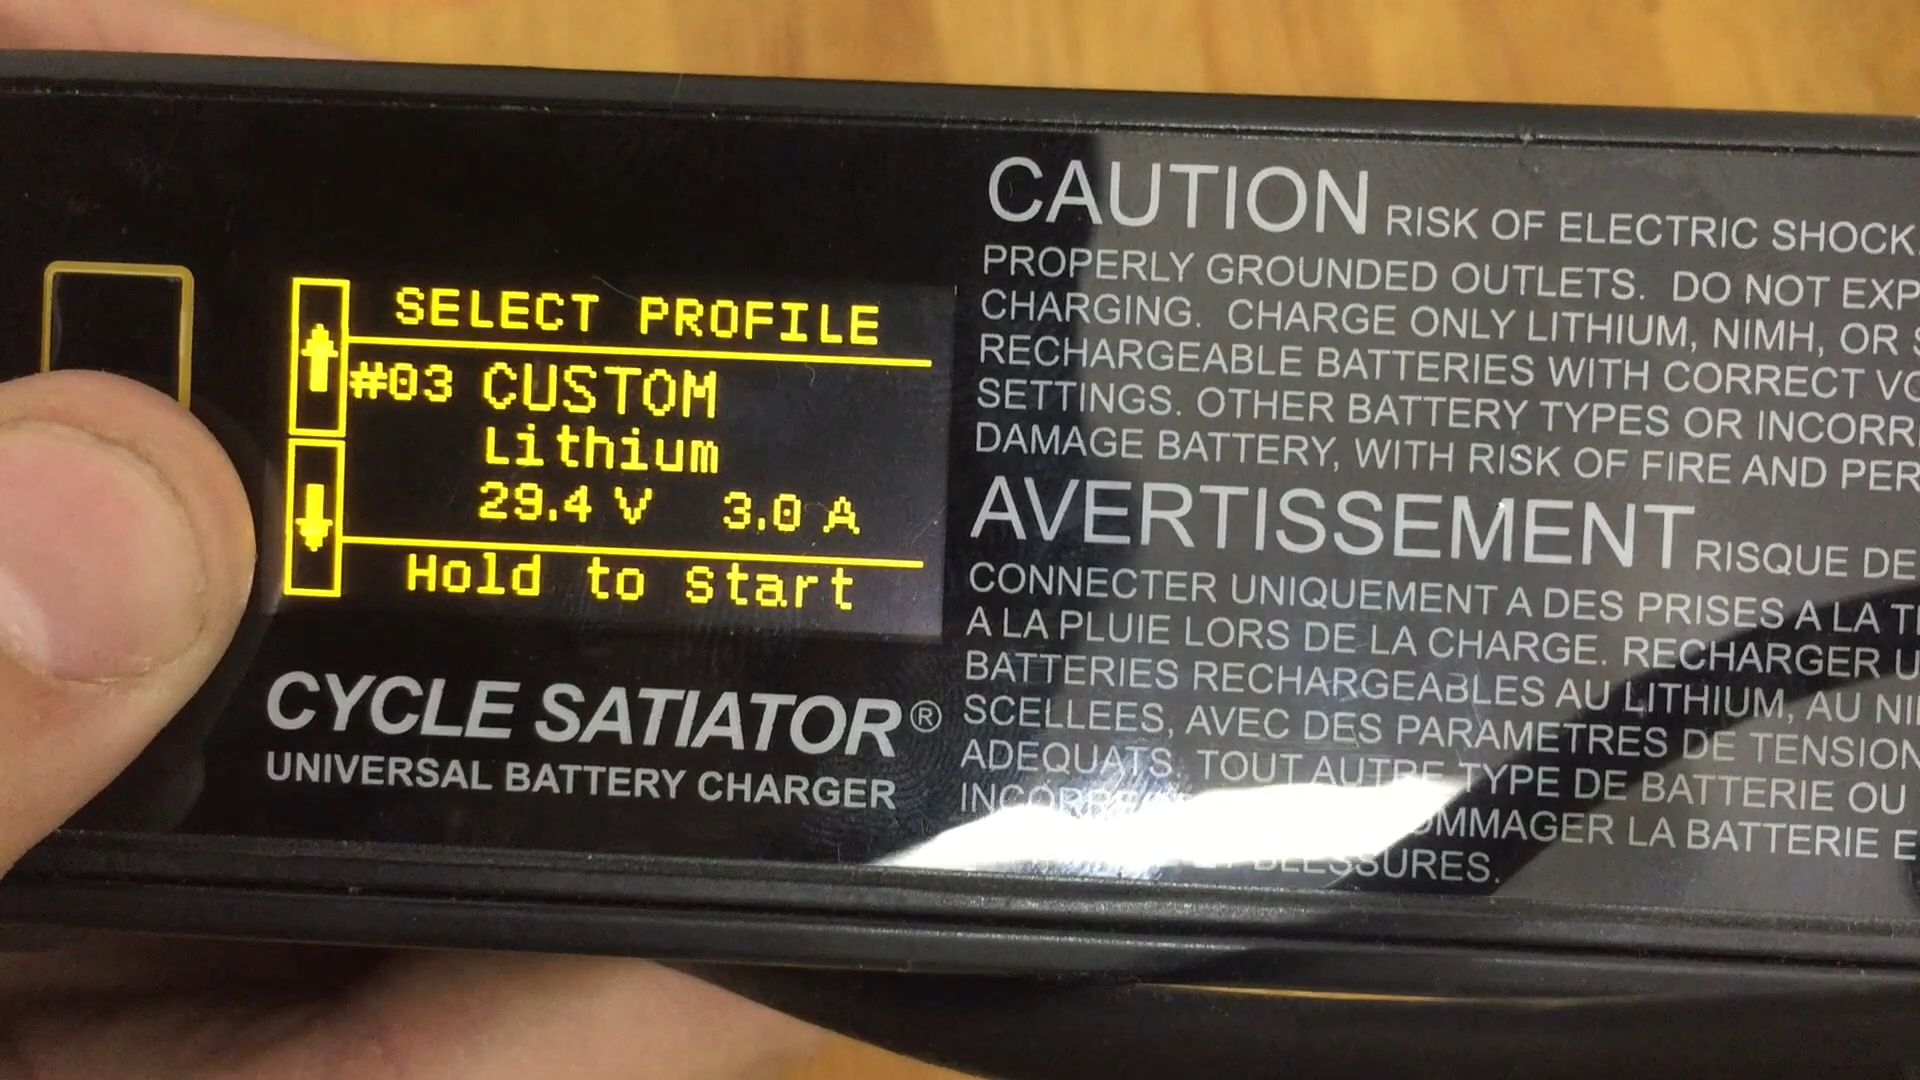 SELECT PROFILE
#03 CUSTOM
Lithium
29.4 V 3.0 A
Hold to Start
CYCLE SATIATOR®
UNIVERSAL BATTERY CHARGER
CAUTION RISK OF ELECTRIC SHOCK.
PROPERLY GROUNDED OUTLETS. DO NOT
CHARGING. CHARGE ONLY LITHIUM, NIMH, OR
RECHARGEABLE BATTERIES WITH CORRECT
SETTINGS. OTHER BATTERY TYPES OR
DAMAGE BATTERY, WITH RISK OF FIRE AND
AVERTISSEMENT RISQUE DE
CONNECTER UNIQUEMENT A DES PRISES A LA
A LA PLUIE LORS DE LA CHARGE. RECHARGER
BATTERIES RECHARGEABLES AU LITHIUM, AU
SCELLEES, AVEC DES PARAMETRES DE TENSION
ADEQUATS. TOUT AUTRE TYPE DE BATTERIE OU
LA BATTERIE
BLESSURES.